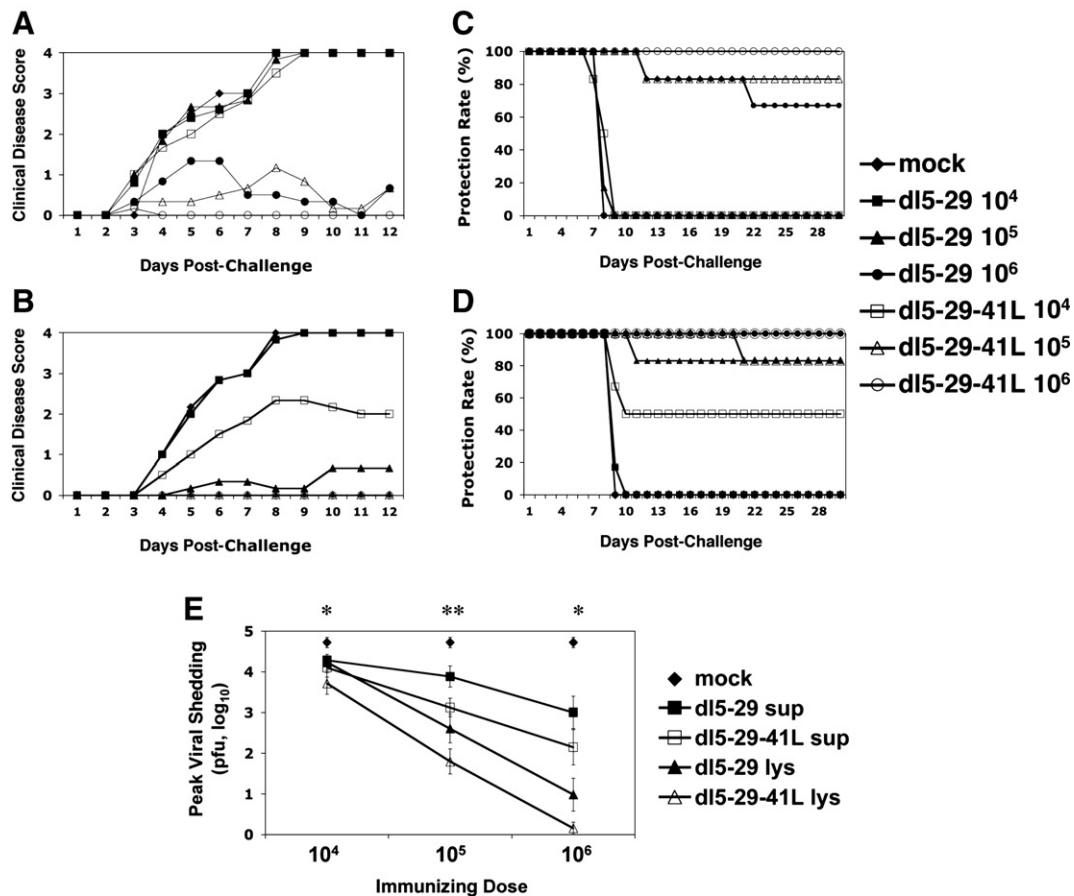 A
Clinical Disease Score
4
3
2
1
0
1 2 3 4 5 6 7 8 9 10 11 12
Days Post-Challenge
B
Clinical Disease Score
4
3
2
1
0
1 2 3 4 5 6 7 8 9 10 11 12
Days Post-Challenge
C
Protection Rate (%)
100
80
60
40
20
0
1 4 7 10 13 16 19 22 25 28
Days Post-Challenge
D
Protection Rate (%)
100
80
60
40
20
0
1 4 7 10 13 16 19 22 25 28
Days Post-Challenge
mock
dl5-29 10⁴
dl5-29 10⁵
dl5-29 10⁶
dl5-29-41L 10⁴
dl5-29-41L 10⁵
dl5-29-41L 10⁶
E
* ** *
Peak Viral Shedding
(pfu, log₁₀)
5
4
3
2
1
0
10⁴ 10⁵ 10⁶
Immunizing Dose
mock
dl5-29 sup
dl5-29-41L sup
dl5-29 lys
dl5-29-41L lys